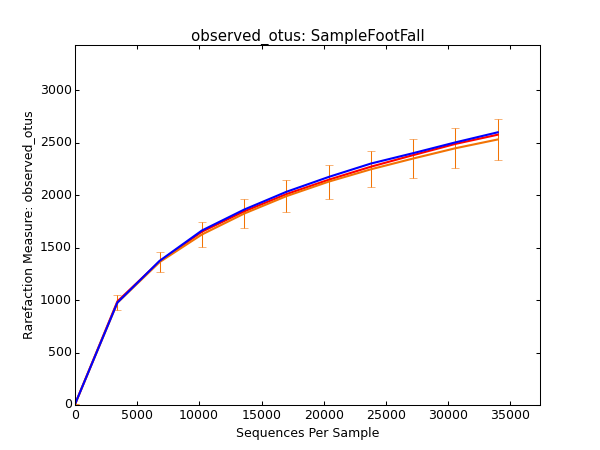 observed_otus: SampleFootFall
Rarefaction Measure: observed_otus
3000
2500
2000
1500
1000
500
0
0 5000 10000 15000 20000 25000 30000 35000
Sequences Per Sample